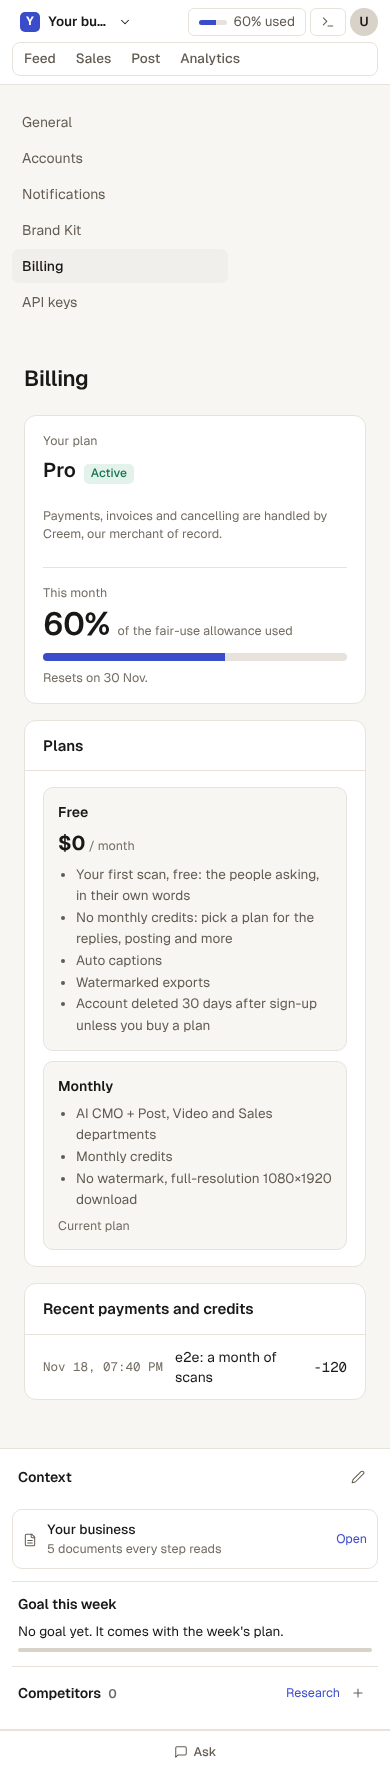 Y Your bu... 60% used U
Feed Sales Post Analytics
General
Accounts
Notifications
Brand Kit
Billing
API keys
Billing
Your plan
Pro Active
Payments, invoices and cancelling are handled by
Creem, our merchant of record.
This month
60% of the fair-use allowance used
Resets on 30 Nov.
Plans
Free
$0 / month
• Your first scan, free: the people asking,
in their own words
• No monthly credits: pick a plan for the
replies, posting and more
• Auto captions
• Watermarked exports
• Account deleted 30 days after sign-up
unless you buy a plan
Monthly
• AI CMO + Post, Video and Sales
departments
• Monthly credits
• No watermark, full-resolution 1080×1920
download
Current plan
Recent payments and credits
Nov 18, 07:40 PM e2e: a month of
scans -120
Context
Your business
5 documents every step reads
Open
Goal this week
No goal yet. It comes with the week's plan.
Competitors 0 Research +
Ask